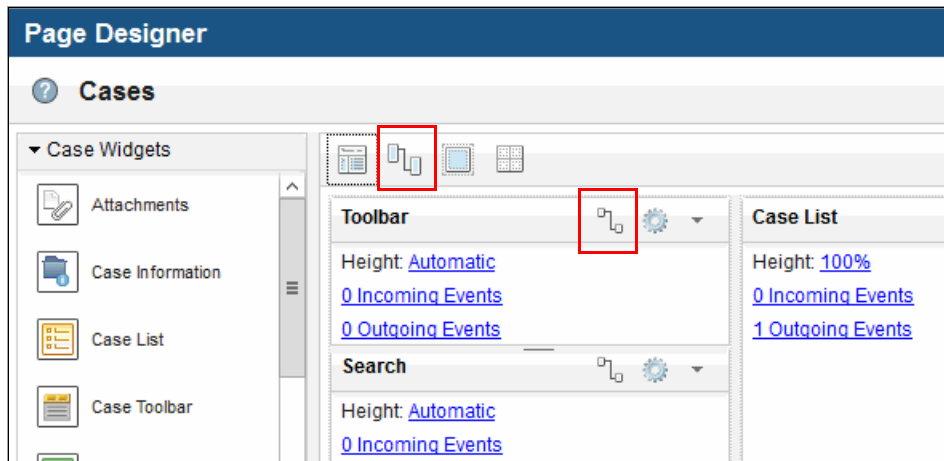 Page Designer
Cases
Case Widgets
Attachments
Case Information
Case List
Case Toolbar
Toolbar
Height: Automatic
0 Incoming Events
0 Outgoing Events
Search
Height: Automatic
0 Incoming Events
Case List
Height: 100%
0 Incoming Events
1 Outgoing Events